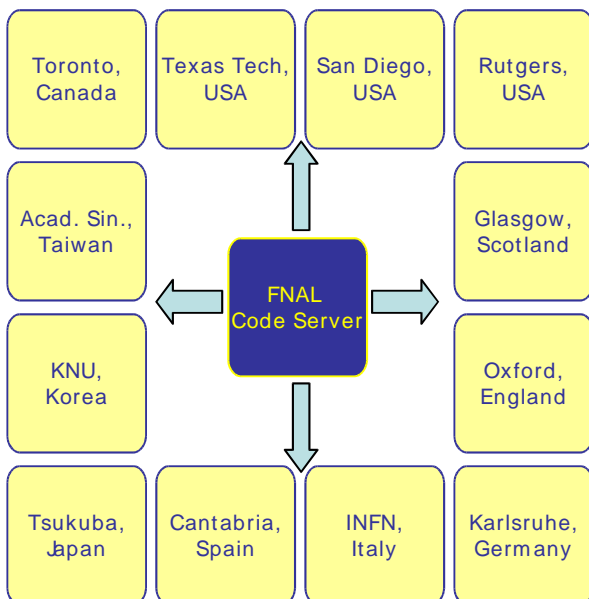 Toronto,
Canada
Texas Tech,
USA
San Diego,
USA
Rutgers,
USA
Acad. Sin.,
Taiwan
FNAL
Code Server
Glasgow,
Scotland
KNU,
Korea
Oxford,
England
Tsukuba,
Japan
Cantabria,
Spain
INFN,
Italy
Karlsruhe,
Germany